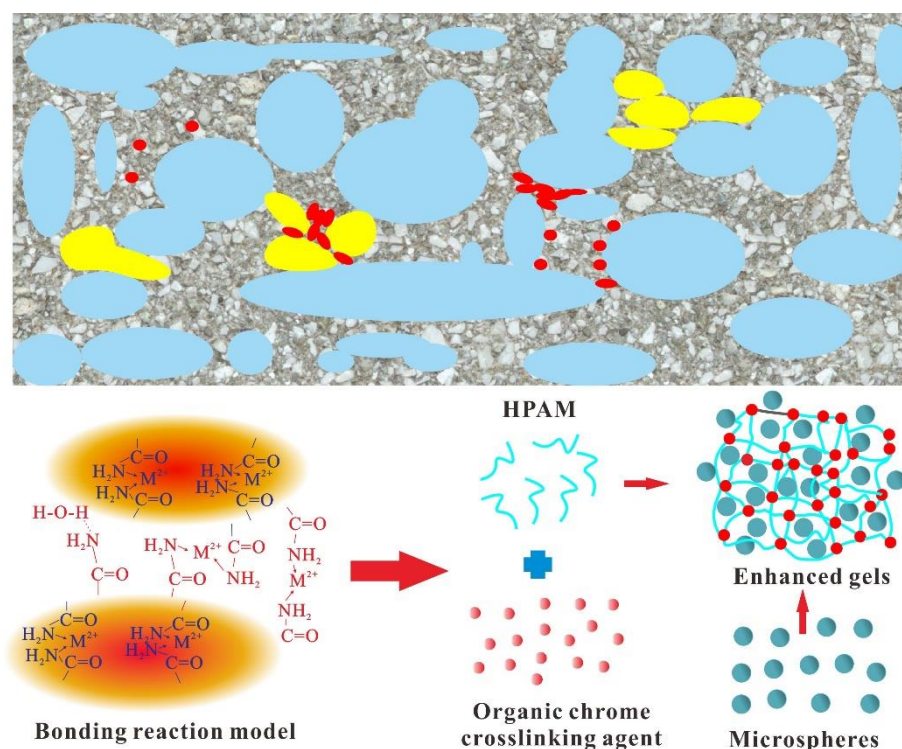 HPAM
C=O
C=O
H₂N
M²⁺
H₂N
M²⁺
H₂N
C=O
H₂N
C=O
H-O-H
H₂N
C=O
H₂N
M²⁺
C=O
C=O
NH₂
C=O
NH₂
M²⁺
NH₂
C=O
C=O
C=O
H₂N
M²⁺
H₂N
M²⁺
H₂N
C=O
H₂N
C=O
Enhanced gels
Bonding reaction model
Organic chrome
crosslinking agent
Microspheres